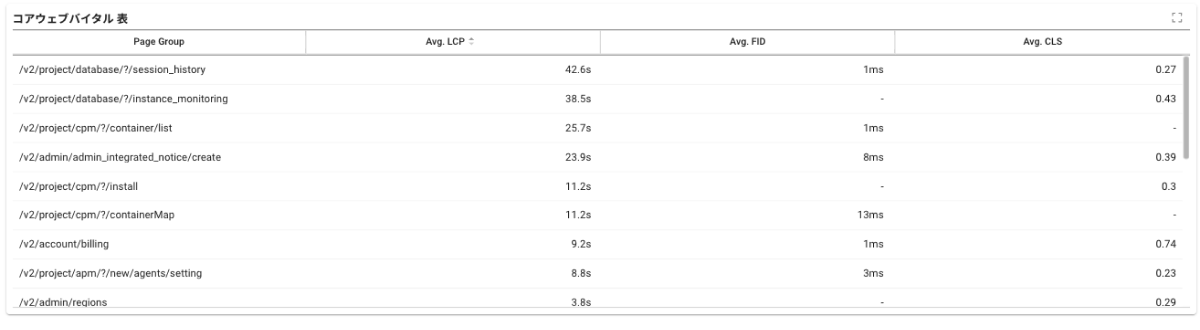 コアウェブバイタル 表
Page Group Avg. LCP Avg. FID Avg. CLS
/v2/project/database/?/session_history 42.6s 1ms 0.27
/v2/project/database/?/instance_monitoring 38.5s - 0.43
/v2/project/cpm/?/container/list 25.7s 1ms -
/v2/admin/admin_integrated_notice/create 23.9s 8ms 0.39
/v2/project/cpm/?/install 11.2s - 0.3
/v2/project/cpm/?/containerMap 11.2s 13ms -
/v2/account/billing 9.2s 1ms 0.74
/v2/project/apm/?/new/agents/setting 8.8s 3ms 0.23
/v2/admin/regions 3.8s - 0.29